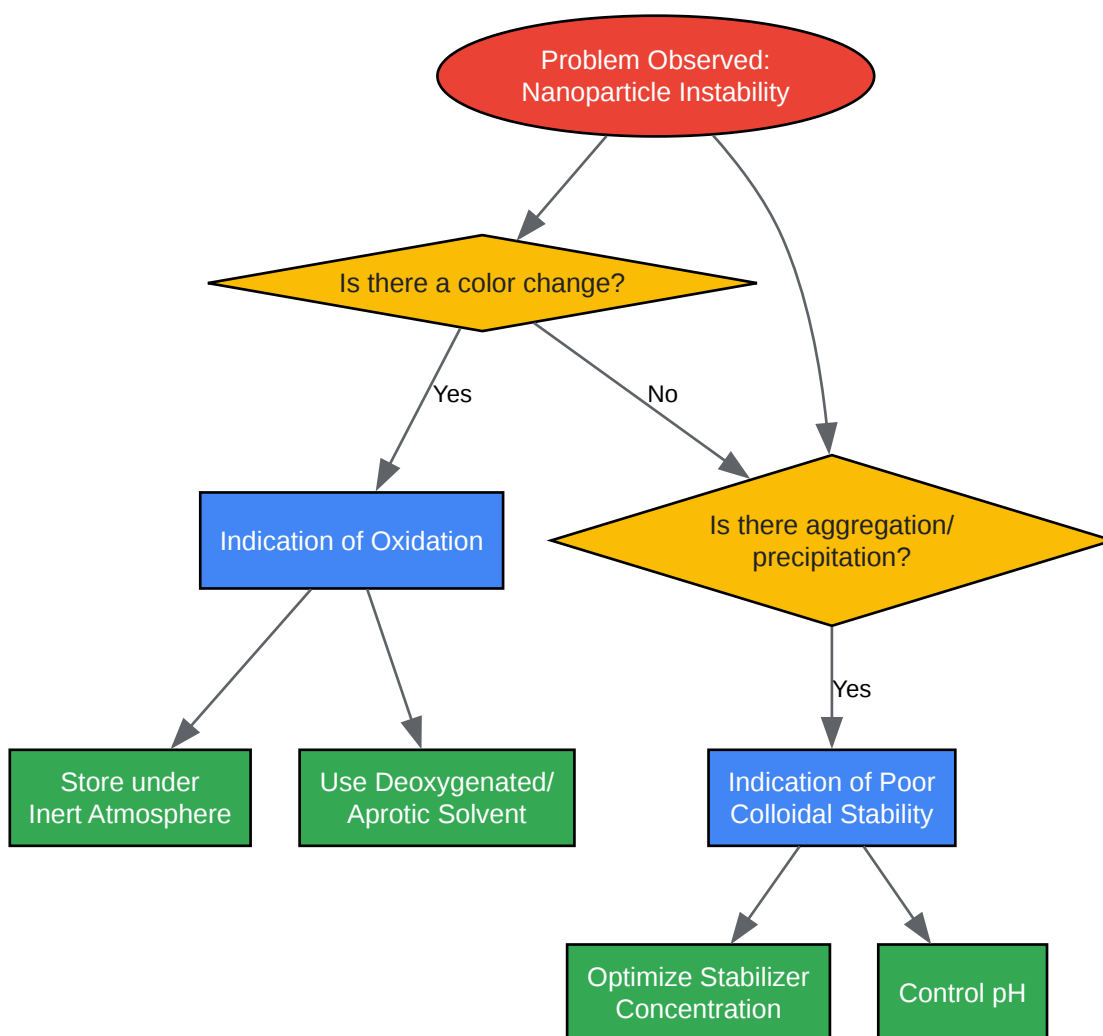 Problem Observed:
Nanoparticle Instability
Is there a color change?
Yes
No
Indication of Oxidation
Is there aggregation/
precipitation?
Yes
Store under
Inert Atmosphere
Use Deoxygenated/
Aprotic Solvent
Indication of Poor
Colloidal Stability
Optimize Stabilizer
Concentration
Control pH